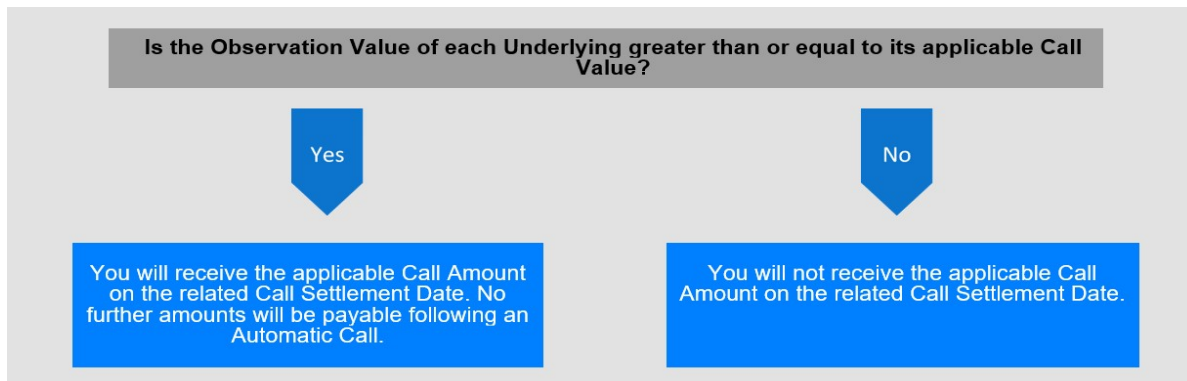 Is the Observation Value of each Underlying greater than or equal to its applicable Call
Value?
Yes
No
You will receive the applicable Call Amount
on the related Call Settlement Date. No
further amounts will be payable following an
Automatic Call.
You will not receive the applicable Call
Amount on the related Call Settlement Date.